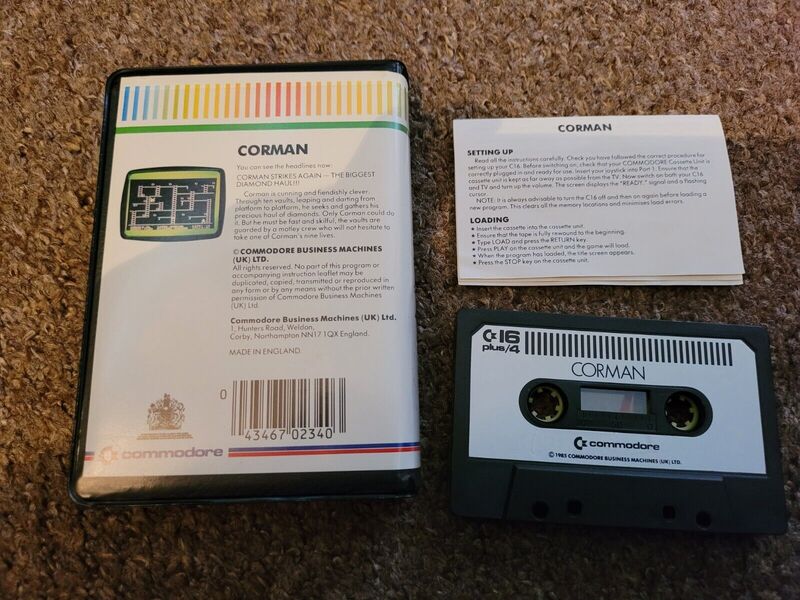 CORMAN
You can see the headlines now:
CORMAN STRIKES AGAIN — THE BIGGEST
DIAMOND HAUL!!!
Corman is cunning and fiendishly clever.
Through ten vaults, leaping and darting from
platform to platform, he seeks and gathers his
precious haul of diamonds. Only Corman could do
it. But he must be fast and skilful, the vaults are
guarded by a motley crew who will not hesitate to
take one of Corman's nine lives.
©COMMODORE BUSINESS MACHINES
(UK) LTD.
All rights reserved. No part of this program or
accompanying instruction leaflet may be
duplicated, copied, transmitted or reproduced in
any form or by any means without the prior written
permission of Commodore Business Machines
(UK) Ltd.
Commodore Business Machines (UK) Ltd.
1, Hunters Road, Weldon,
Corby, Northampton NN17 1QX England.
MADE IN ENGLAND.
0 43467 02340
commodore
CORMAN
SETTING UP
Read all the instructions carefully. Check you have followed the correct procedure for
setting up your C16. Before switching on, check that your COMMODORE Cassette Unit is
correctly plugged in and ready for use. Insert your joystick into Port 1. Ensure that the
cassette unit is kept as far away as possible from the TV. Now switch on both your C16
and TV and turn up the volume. The screen displays the "READY." signal and a flashing
cursor.
NOTE: It is always advisable to turn the C16 off and then on again before loading a
new program. This clears all the memory locations and minimises load errors.
LOADING
★ Insert the cassette into the cassette unit.
★ Ensure that the tape is fully rewound to the beginning.
★ Type LOAD and press the RETURN key.
★ Press PLAY on the cassette unit and the game will load.
★ When the program has loaded, the title screen appears.
★ Press the STOP key on the cassette unit.
16
plus/4
CORMAN
commodore
© 1985 COMMODORE BUSINESS MACHINES (UK) LTD.